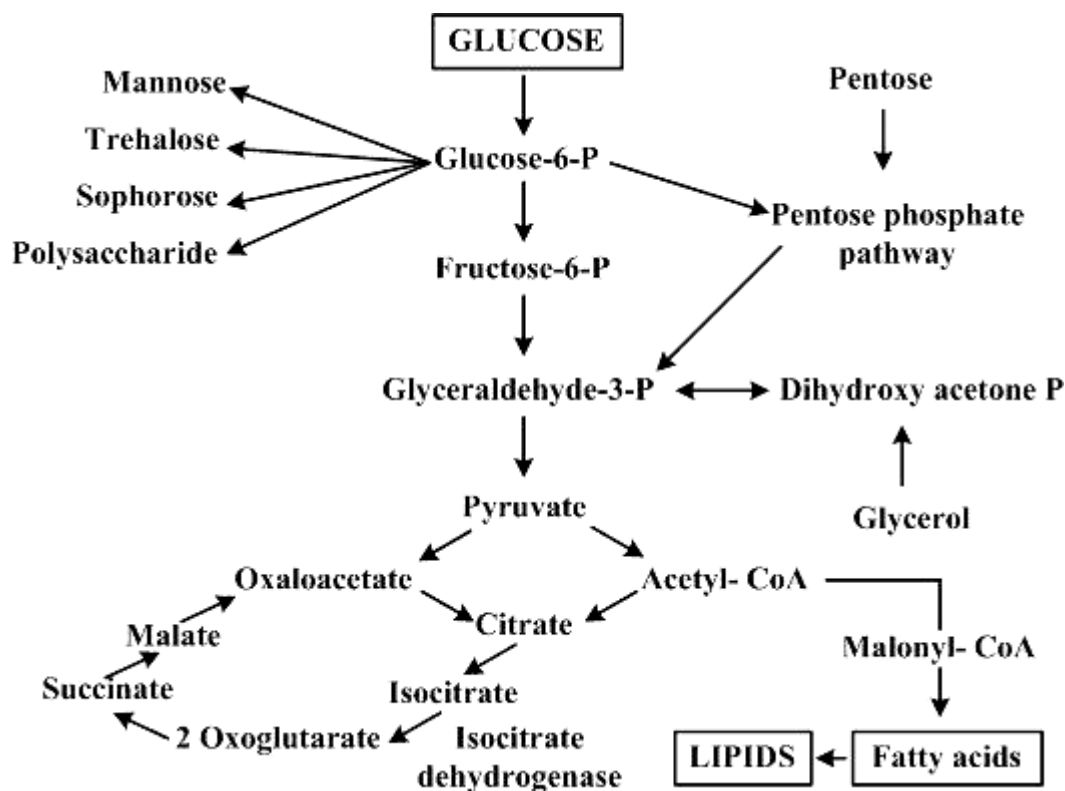 GLUCOSE
Mannose
Pentose
Trehalose
Glucose-6-P
Sophorose
Pentose phosphate
pathway
Polysaccharide
Fructose-6-P
Glyceraldehyde-3-P
Dihydroxy acetone P
Pyruvate
Glycerol
Oxaloacetate
Acetyl- CoA
Citrate
Malate
Malonyl- CoA
Succinate
Isocitrate
2 Oxoglutarate
Isocitrate
dehydrogenase
LIPIDS
Fatty acids